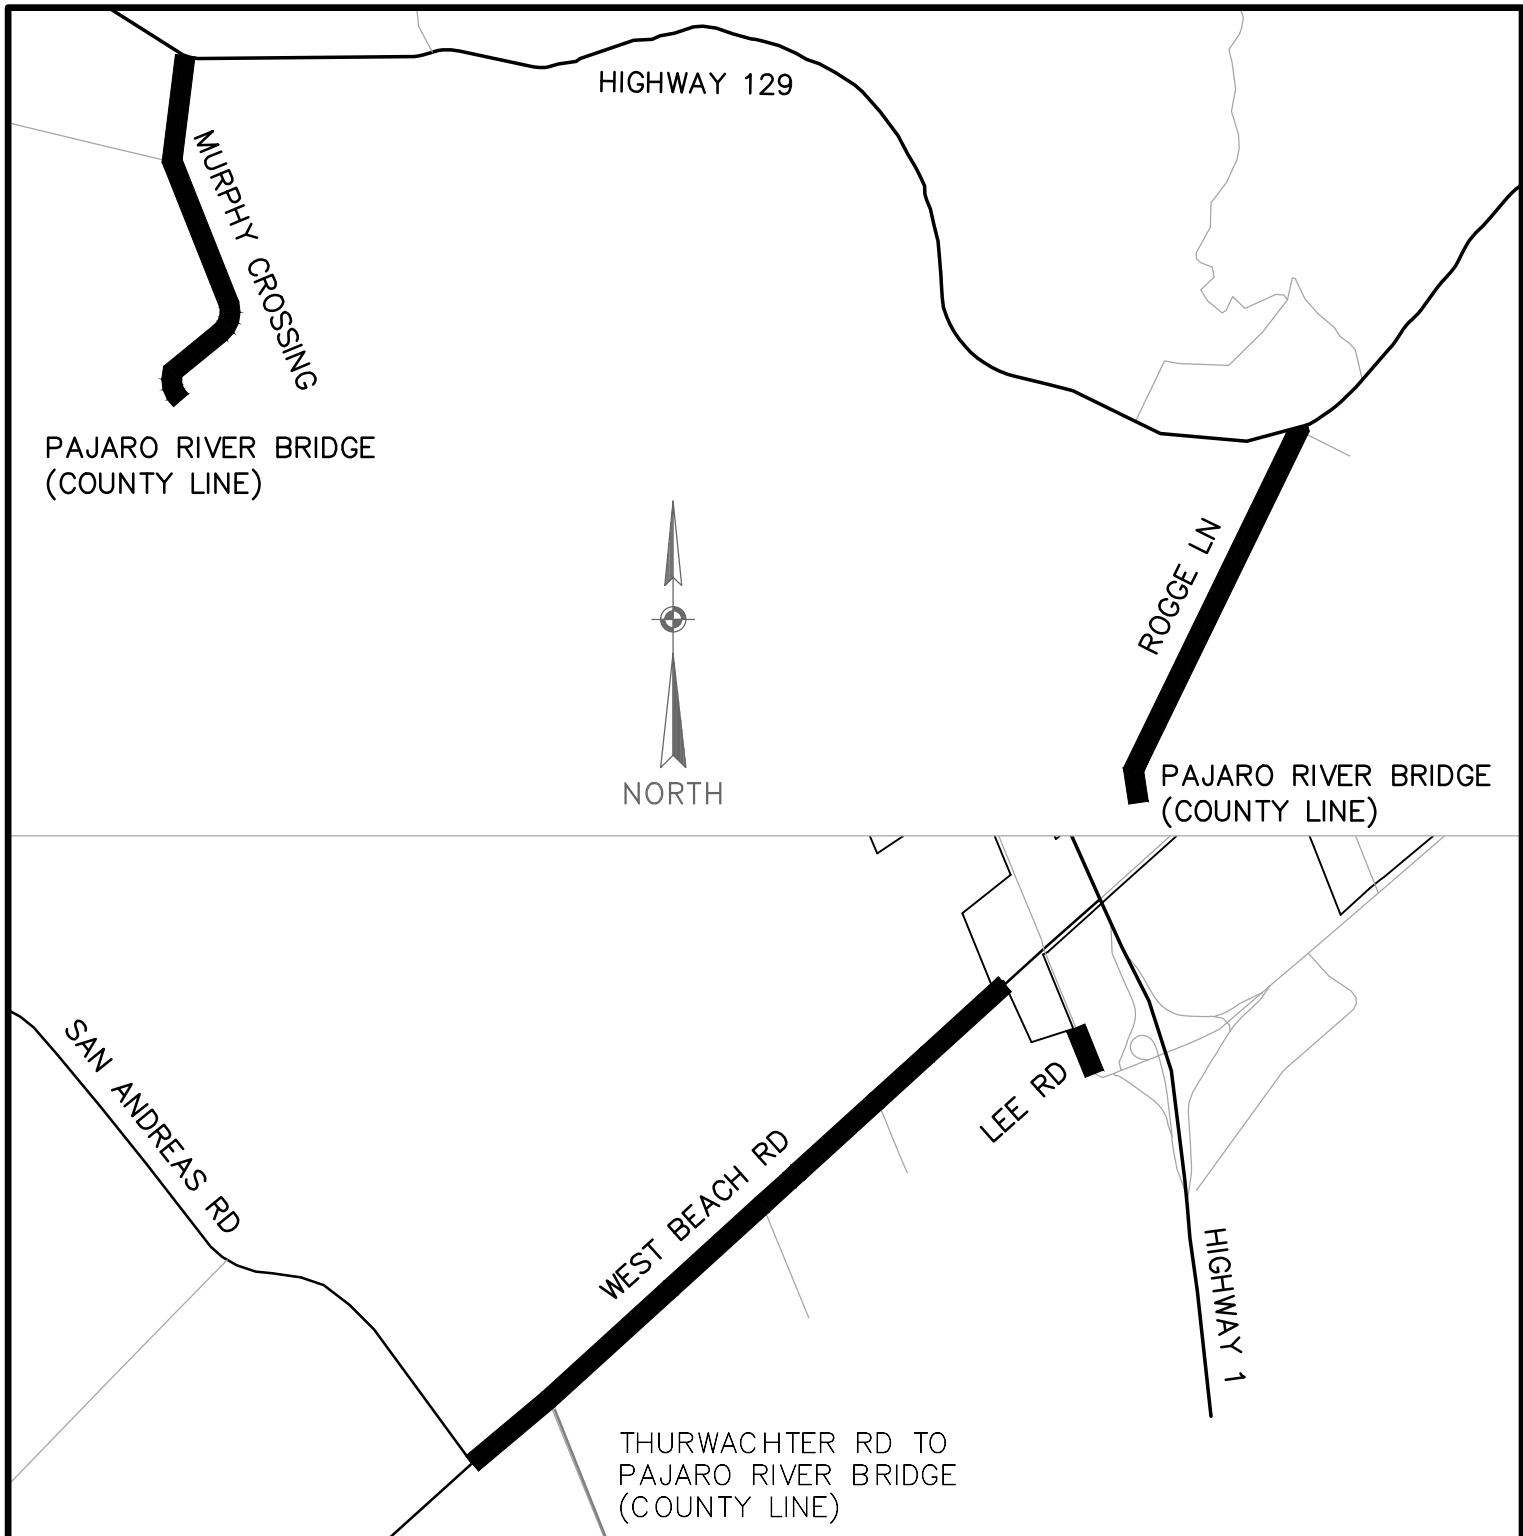 HIGHWAY 129
MURPHY CROSSING
PAJARO RIVER BRIDGE
(COUNTY LINE)
ROGGE LN
NORTH
PAJARO RIVER BRIDGE
(COUNTY LINE)
SAN ANDREAS RD
LEE RD
WEST BEACH RD
HIGHWAY 1
THURWACHTER RD TO
PAJARO RIVER BRIDGE
(COUNTY LINE)